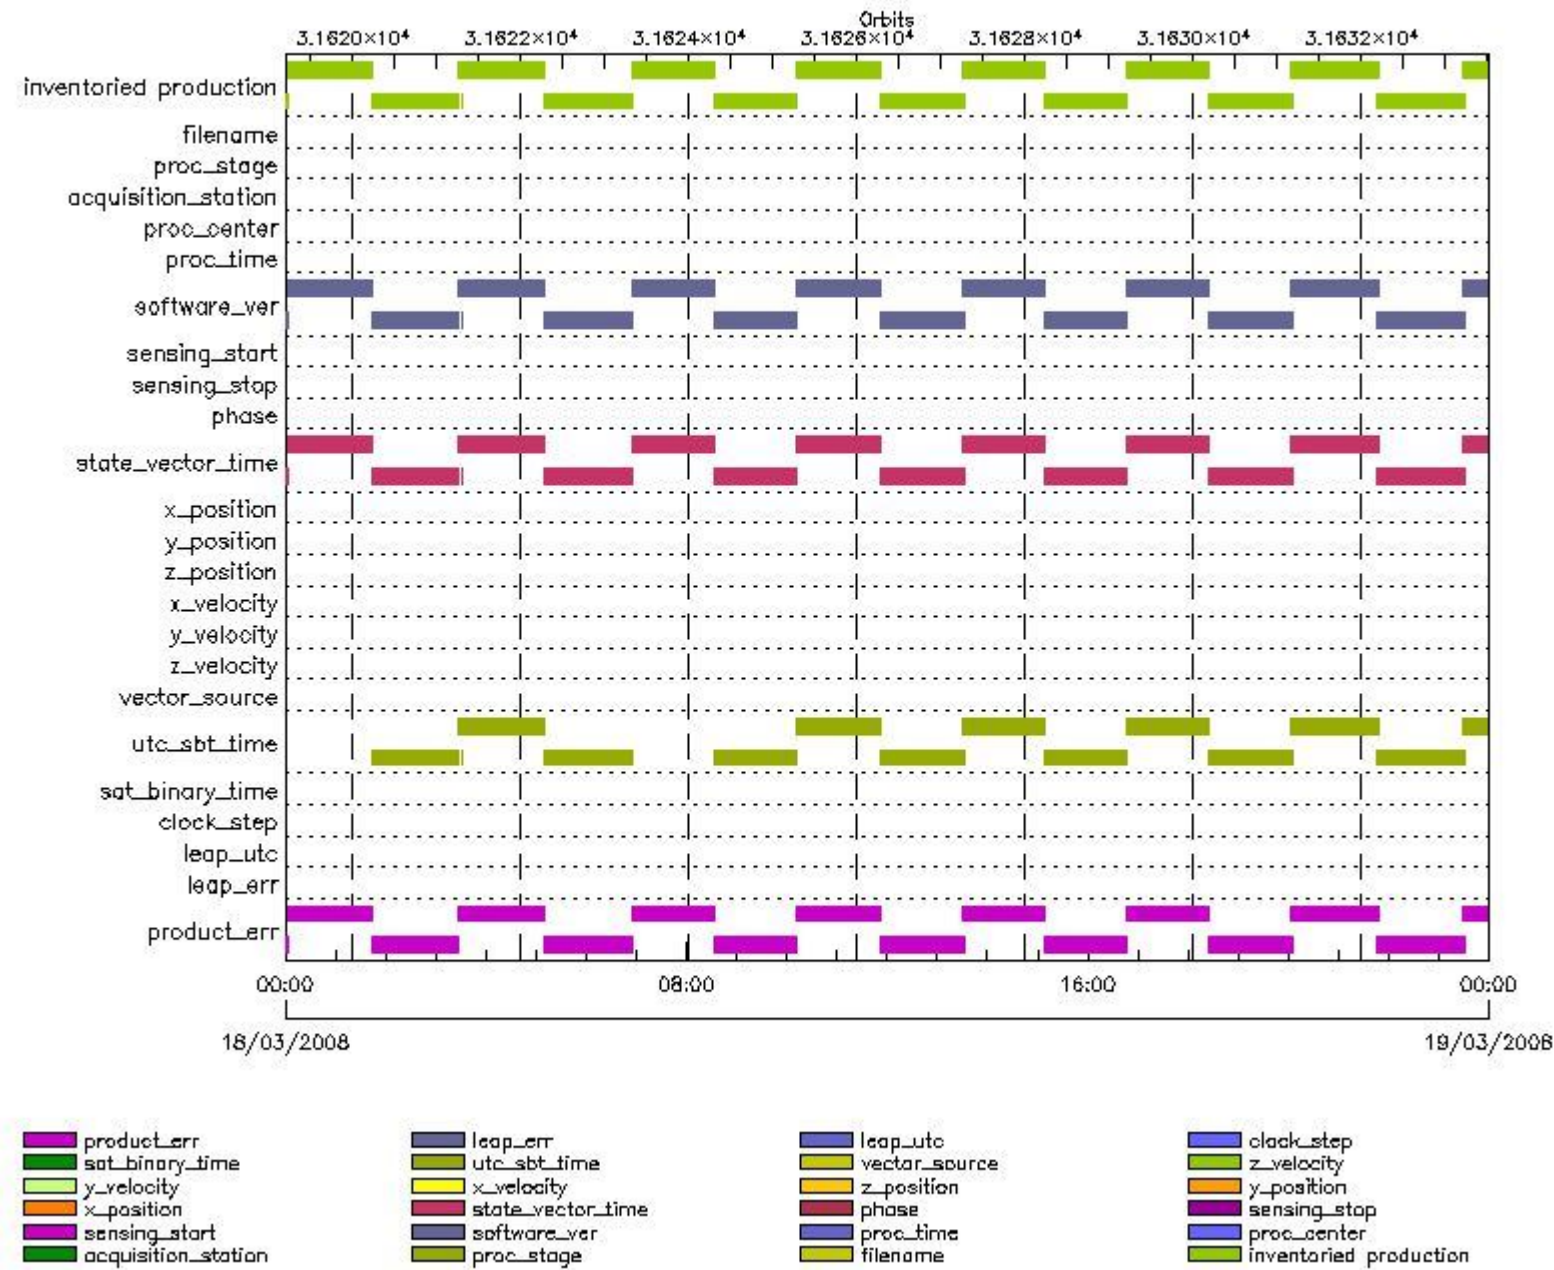 Orbits
3.1620×10⁴ 3.1622×10⁴ 3.1624×10⁴ 3.1626×10⁴ 3.1628×10⁴ 3.1630×10⁴ 3.1632×10⁴
inventoried production
filename
proc_stage
acquisition_station
proc_center
proc_time
software_ver
sensing_start
sensing_stop
phase
state_vector_time
x_position
y_position
z_position
x_velocity
y_velocity
z_velocity
vector_source
utc_sbt_time
sat_binary_time
clock_step
leap_utc
leap_err
product_err
00:00 08:00 16:00 00:00
18/03/2008 19/03/2008
product_err leap_err leap_utc clock_step
sat_binary_time utc_sbt_time vector_source z_velocity
y_velocity x_velocity z_position y_position
x_position state_vector_time phase sensing_stop
sensing_start software_ver proc_time proc_center
acquisition_station proc_stage filename inventoried production